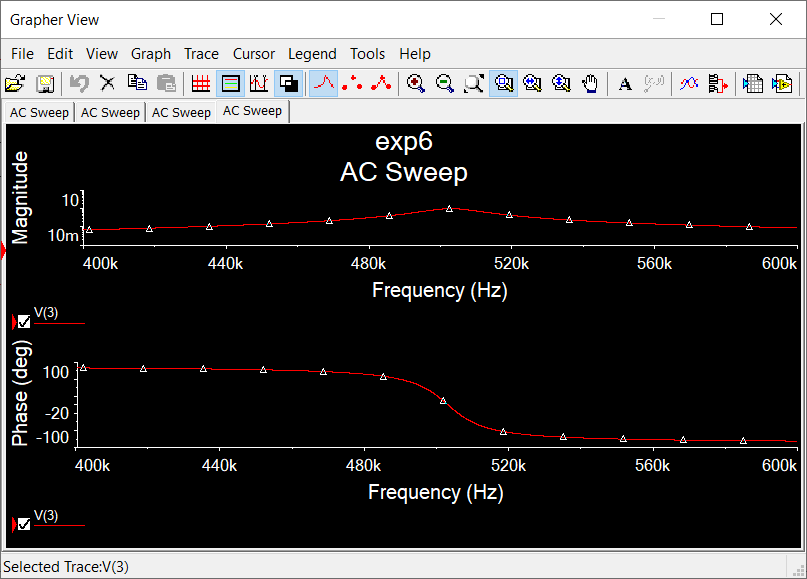 Grapher View
File Edit View Graph Trace Cursor Legend Tools Help
A
AC Sweep AC Sweep AC Sweep AC Sweep
exp6
AC Sweep
Magnitude
10
10m
400k 440k 480k 520k 560k 600k
Frequency (Hz)
V(3)
Phase (deg)
100
-20
-100
400k 440k 480k 520k 560k 600k
Frequency (Hz)
V(3)
Selected Trace:V(3)